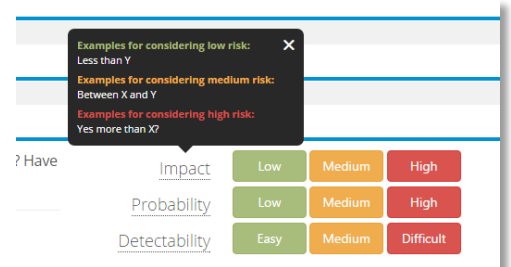 Examples for considering low risk: ✕
Less than Y
Examples for considering medium risk:
Between X and Y
Examples for considering high risk:
Yes more than X?
? Have
Impact Low Medium High
Probability Low Medium High
Detectability Easy Medium Difficult